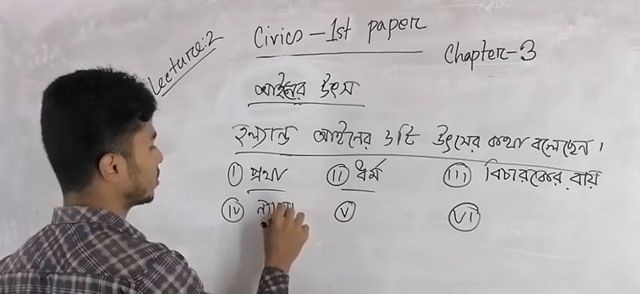 Lecture:2
Civics - 1st paper
Chapter-3
আইনের উৎস
হল্যান্ড আইনের ৬টি উৎসের কথা বলেছেন।
i প্রথা ii ধর্ম iii বিচারকের রায়
iv v vi